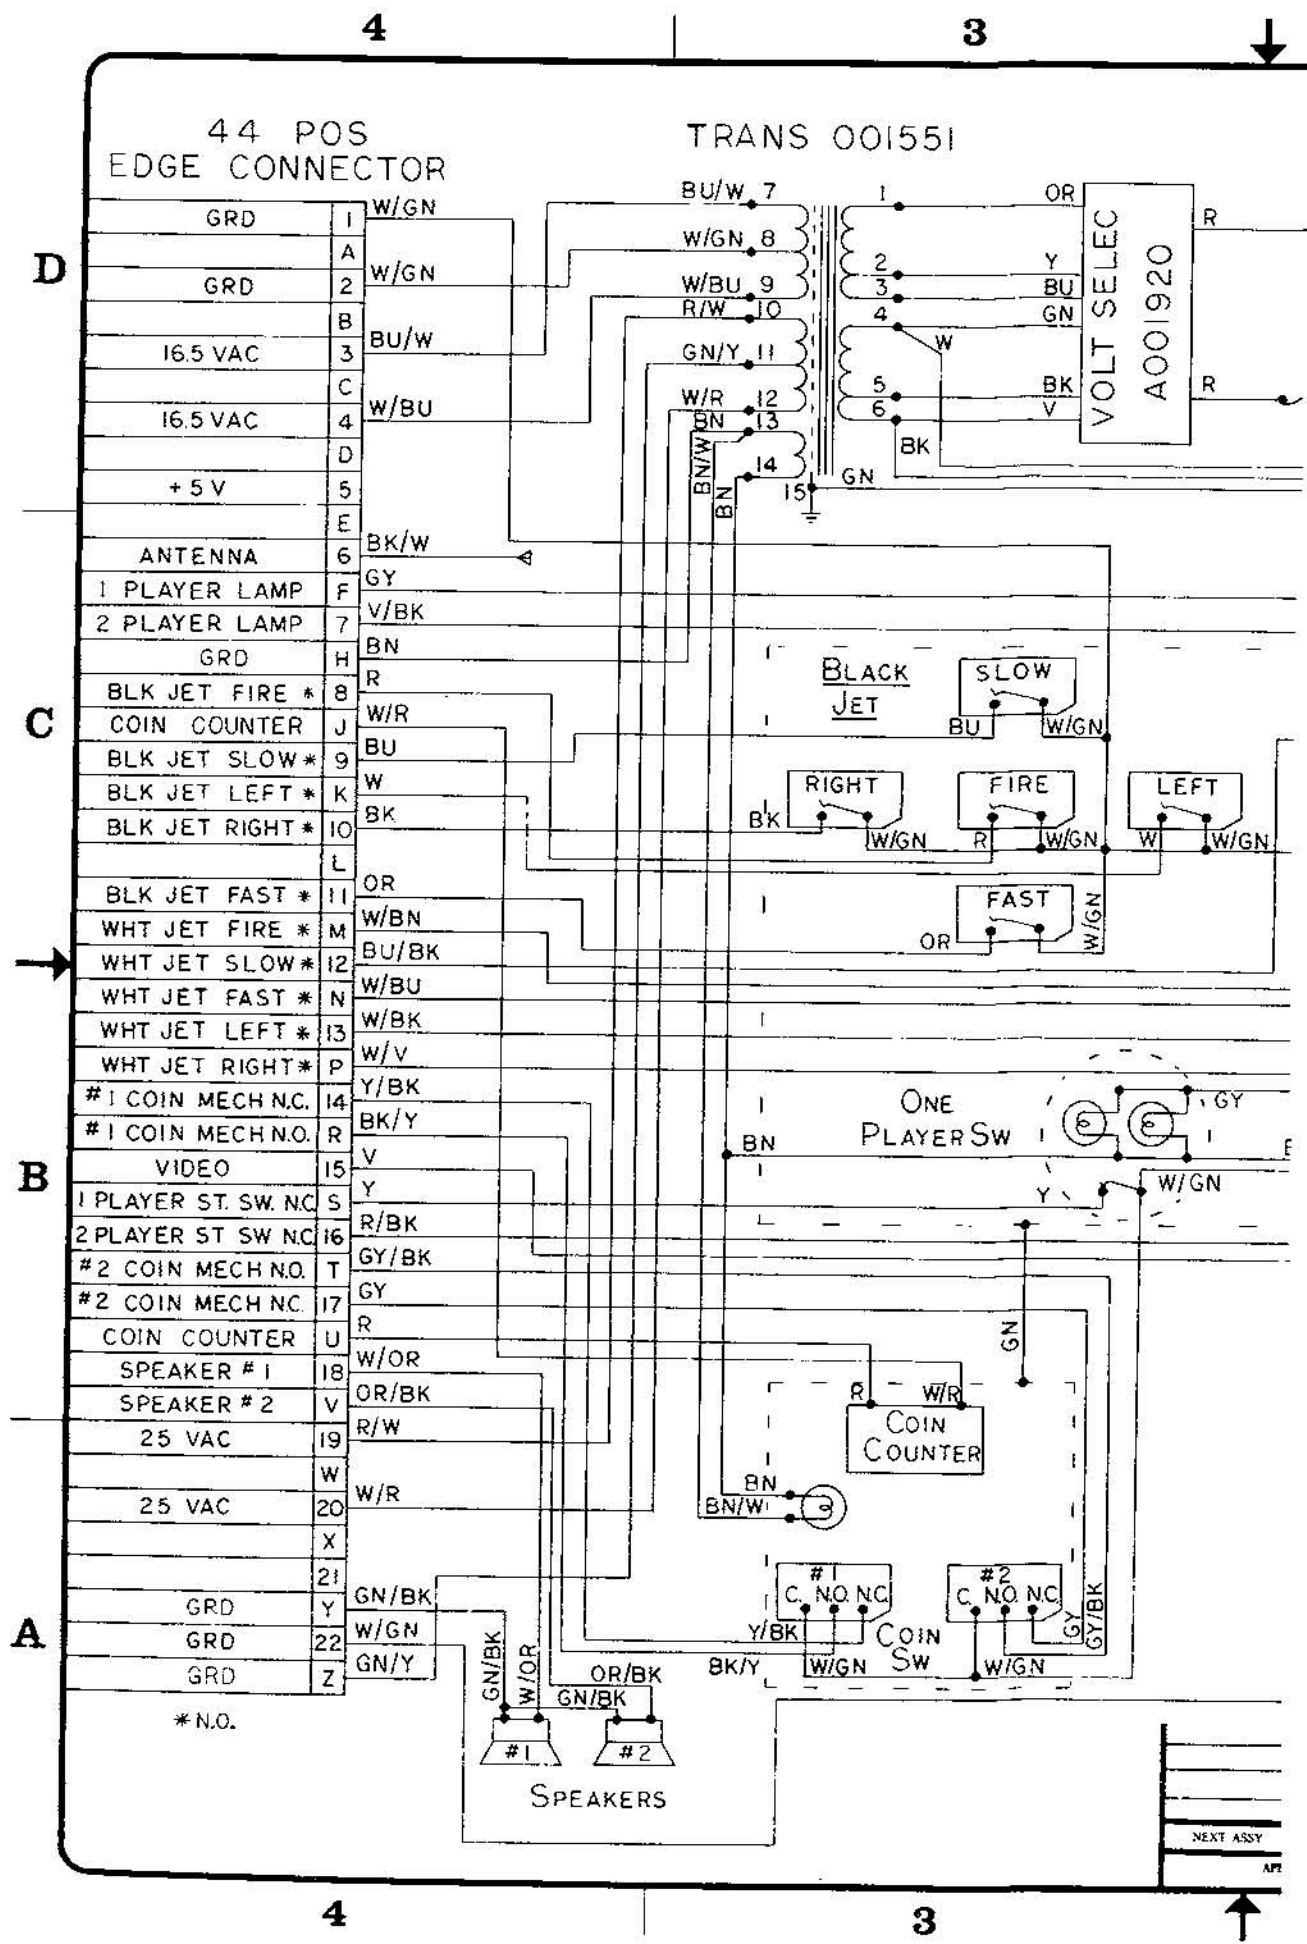 4 3
44 POS
EDGE CONNECTOR
TRANS 001551
D
GRD 1 W/GN
A
GRD 2 W/GN
B
16.5 VAC 3 BU/W
C
16.5 VAC 4 W/BU
D
+5V 5
E
ANTENNA 6 BK/W
1 PLAYER LAMP F GY
2 PLAYER LAMP 7 V/BK
GRD H BN
C
BLK JET FIRE * 8 R
COIN COUNTER J W/R
BLK JET SLOW * 9 BU
BLK JET LEFT * K W
BLK JET RIGHT * 10 BK
L
BLK JET FAST * 11 OR
WHT JET FIRE * M W/BN
WHT JET SLOW * 12 BU/BK
WHT JET FAST * N W/BU
WHT JET LEFT * 13 W/BK
WHT JET RIGHT * P W/V
#1 COIN MECH N.C. 14 Y/BK
#1 COIN MECH N.O. R BK/Y
B
VIDEO 15 V
1 PLAYER ST. SW. N.C. S Y
2 PLAYER ST SW N.C. 16 R/BK
#2 COIN MECH N.O. T GY/BK
#2 COIN MECH N.C. 17 GY
COIN COUNTER U R
SPEAKER #1 18 W/OR
SPEAKER #2 V OR/BK
25 VAC 19 R/W
W
25 VAC 20 W/R
X
21
A
GRD Y GN/BK
GRD 22 W/GN
GRD Z GN/Y
* N.O.
BU/W 7
W/GN 8
W/BU 9
R/W 10
GN/Y 11
W/R 12
BN 13
BN/W
14
BN
15
GN
1 OR
2 Y
3 BU
4 GN
W
5 BK
6 V
BK
VOLT SELEC
A001920
R
R
BLACK
JET
SLOW
BU W/GN
RIGHT FIRE LEFT
BK W/GN R W/GN W W/GN
FAST
OR W/GN
ONE
PLAYER SW
BN
GY
Y W/GN
GN
R W/R
COIN
COUNTER
BN
BN/W
#1
C. N.O. N.C.
#2
C. N.O. N.C.
GY
GY/BK
Y/BK
COIN
SW
BK/Y W/GN W/GN
GN/BK
W/OR
OR/BK
GN/BK
#1 #2
SPEAKERS
NEXT ASSY
4 3